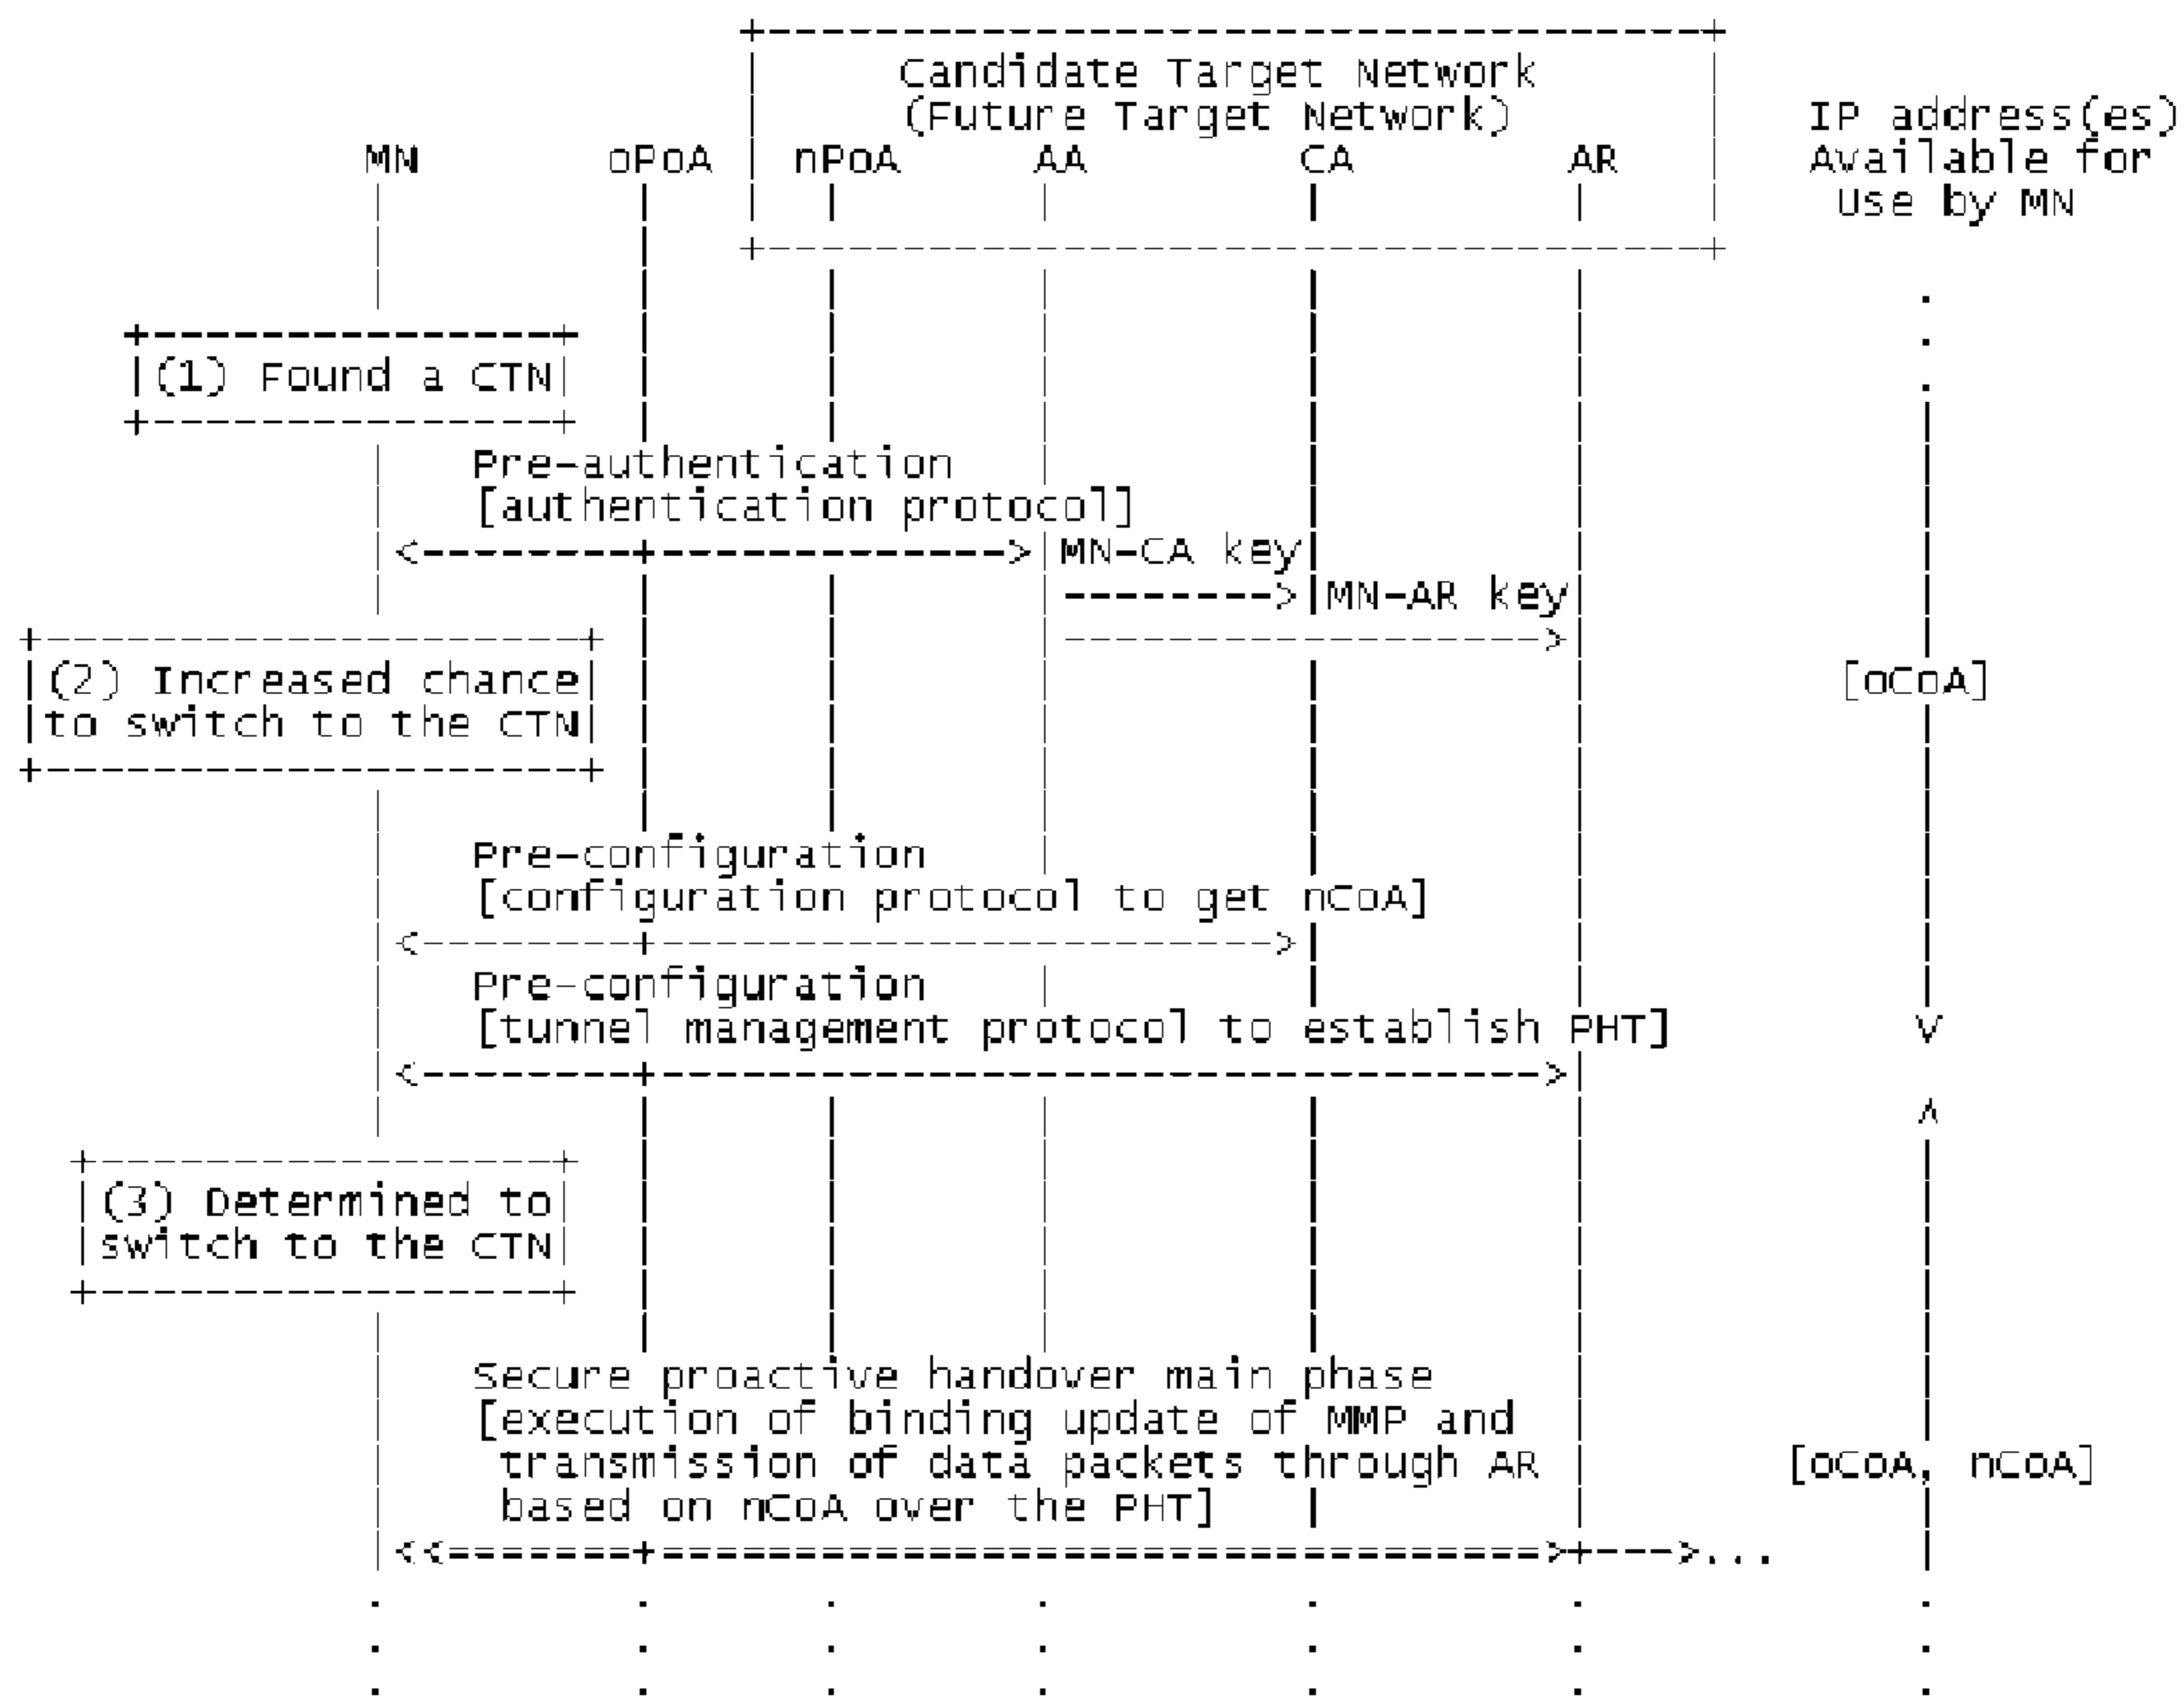 Candidate Target Network
(Future Target Network) IP address(es)
MN oPoA nPoA AA CA AR Available for
Use by MN
(1) Found a CTN
Pre-authentication
[authentication protocol]
MN-CA key
MN-AR key
(2) Increased chance [oCoA]
to switch to the CTN
Pre-configuration
[configuration protocol to get nCoA]
Pre-configuration
[tunnel management protocol to establish PHT] V
^
(3) Determined to
switch to the CTN
Secure proactive handover main phase
[execution of binding update of MMP and
transmission of data packets through AR [oCoA, nCoA]
based on nCoA over the PHT]